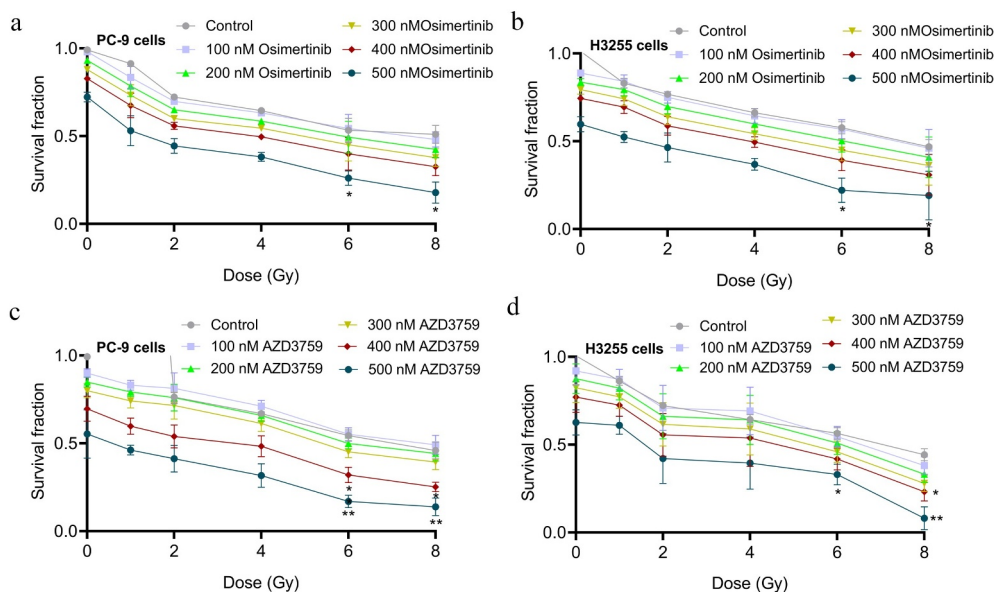 a
PC-9 cells
Control
100 nM Osimertinib
200 nM Osimertinib
300 nMOsimertinib
400 nMOsimertinib
500 nMOsimertinib
Survival fraction
1.0
0.5
0.0
0
2
4
6
8
*
*
Dose (Gy)
b
H3255 cells
Control
100 nM Osimertinib
200 nM Osimertinib
300 nMOsimertinib
400 nMOsimertinib
500 nMOsimertinib
Survival fraction
1.0
0.5
0.0
0
2
4
6
8
*
*
Dose (Gy)
c
PC-9 cells
Control
100 nM AZD3759
200 nM AZD3759
300 nM AZD3759
400 nM AZD3759
500 nM AZD3759
Survival fraction
1.0
0.5
0.0
0
2
4
6
8
*
**
*
**
Dose (Gy)
d
H3255 cells
Control
100 nM AZD3759
200 nM AZD3759
300 nM AZD3759
400 nM AZD3759
500 nM AZD3759
Survival fraction
1.0
0.5
0.0
0
2
4
6
8
*
*
**
Dose (Gy)